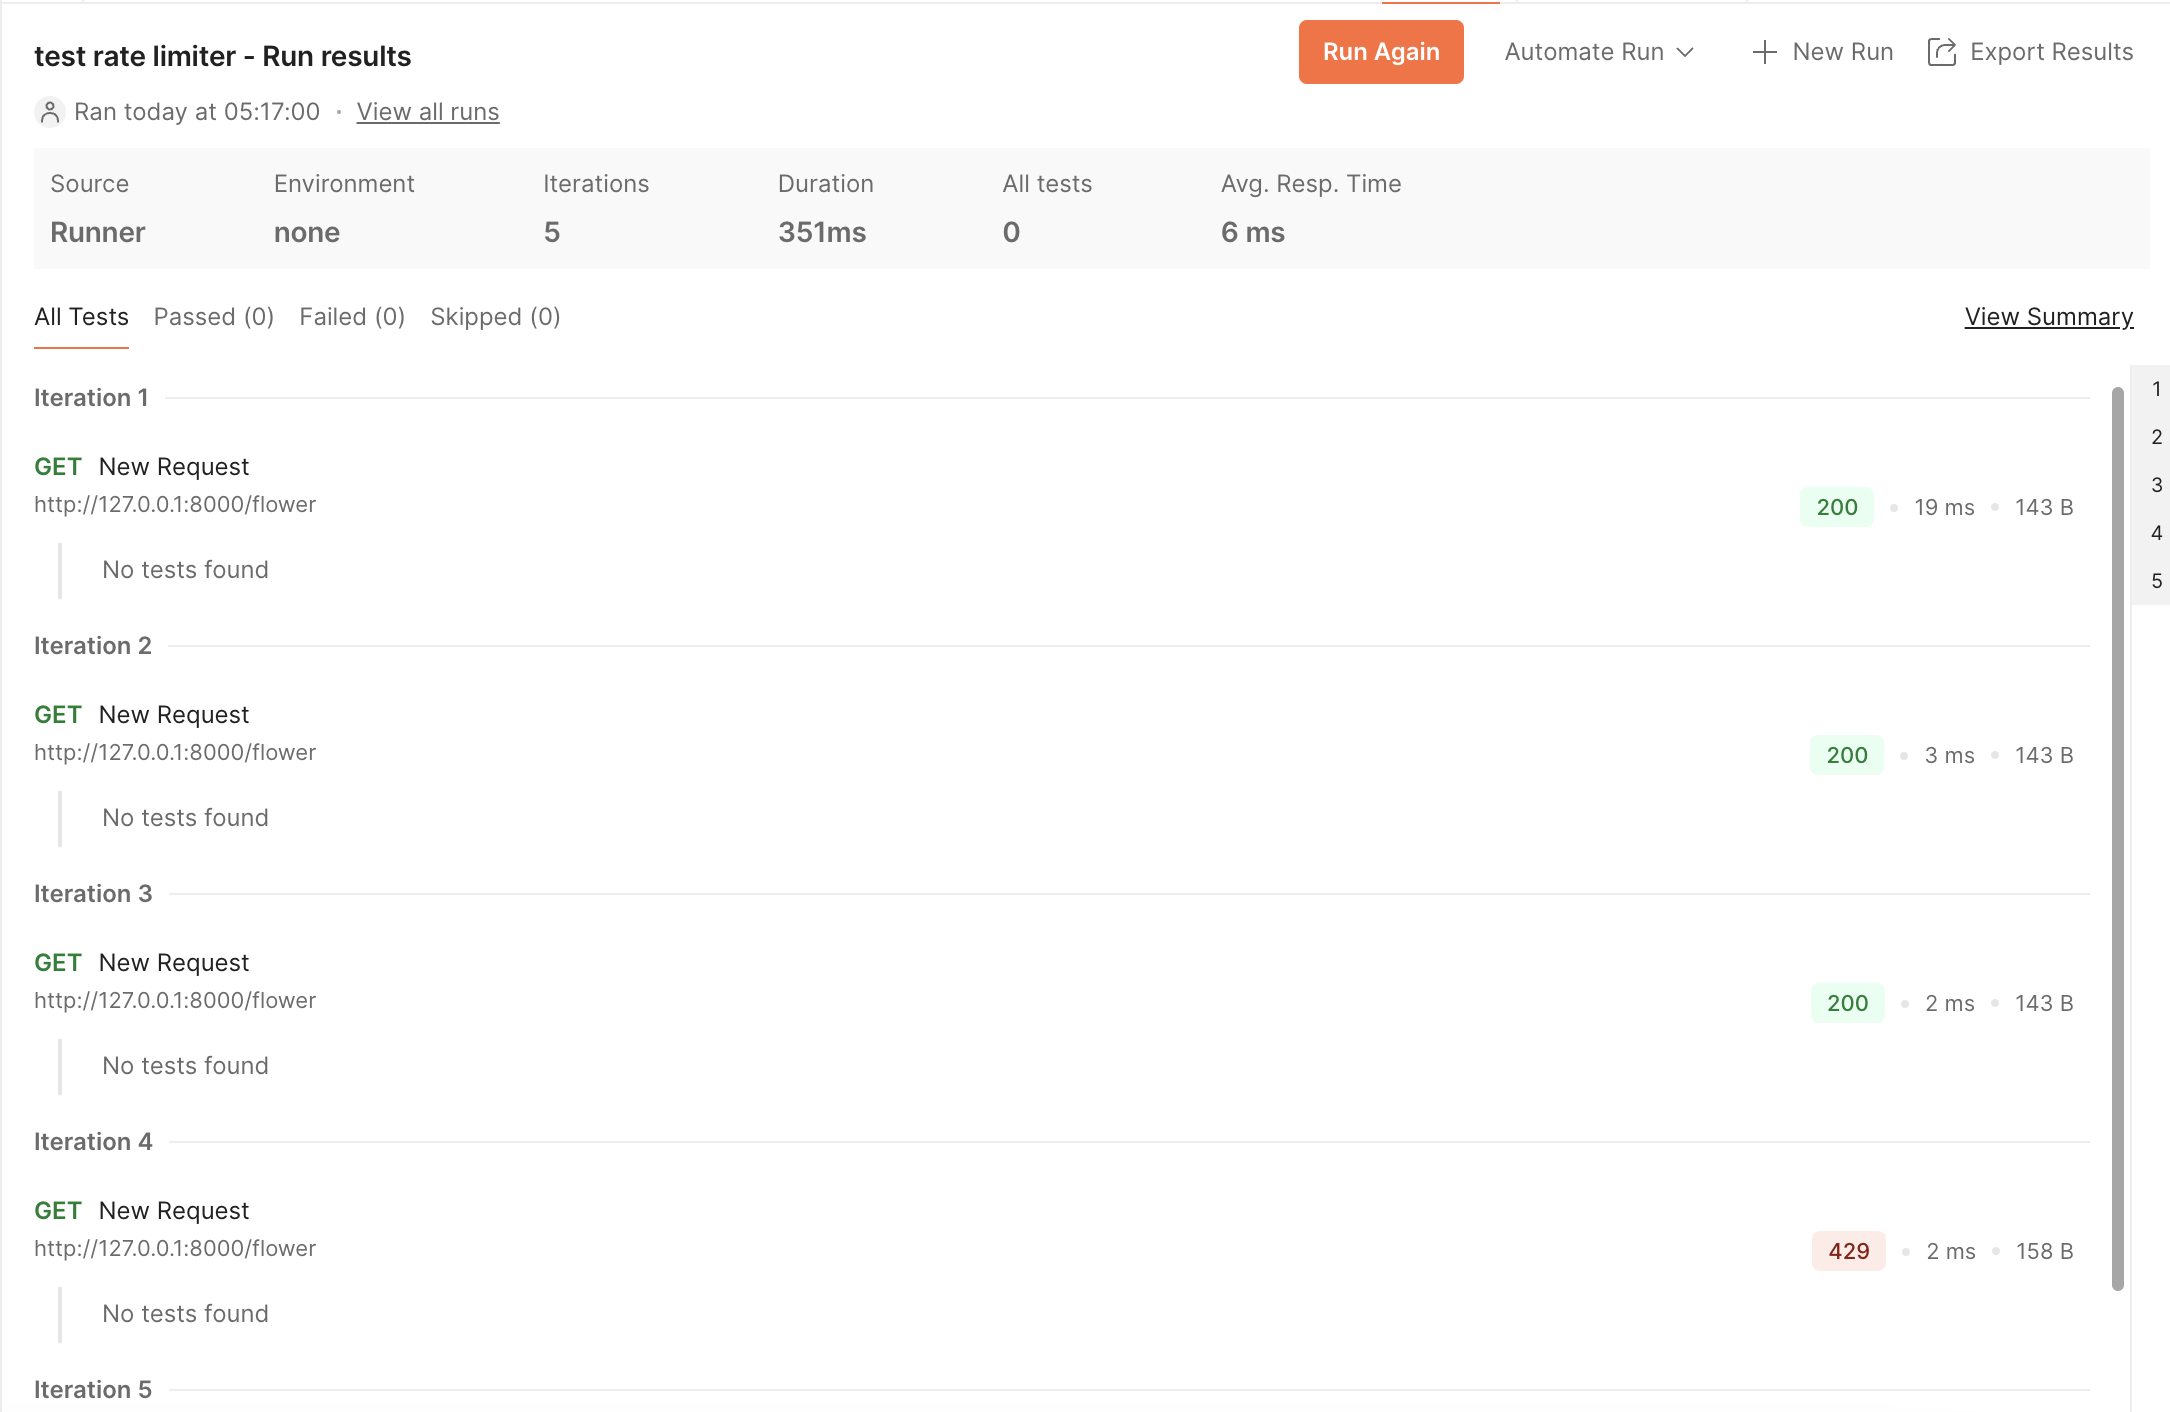 test rate limiter - Run results
Run Again
Automate Run
New Run
Export Results
Ran today at 05:17:00 · View all runs
Source Environment Iterations Duration All tests Avg. Resp. Time
Runner none 5 351ms 0 6 ms
All Tests Passed (0) Failed (0) Skipped (0)
View Summary
Iteration 1
GET New Request
http://127.0.0.1:8000/flower
200 • 19 ms • 143 B
No tests found
Iteration 2
GET New Request
http://127.0.0.1:8000/flower
200 • 3 ms • 143 B
No tests found
Iteration 3
GET New Request
http://127.0.0.1:8000/flower
200 • 2 ms • 143 B
No tests found
Iteration 4
GET New Request
http://127.0.0.1:8000/flower
429 • 2 ms • 158 B
No tests found
Iteration 5
1
2
3
4
5